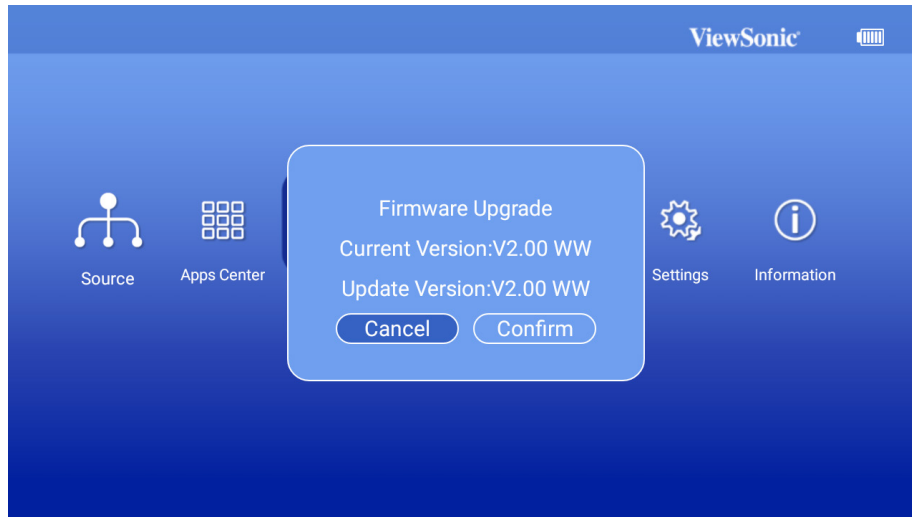 ViewSonic®
Firmware Upgrade
Current Version:V2.00 WW
Update Version:V2.00 WW
Cancel Confirm
Source Apps Center Settings Information